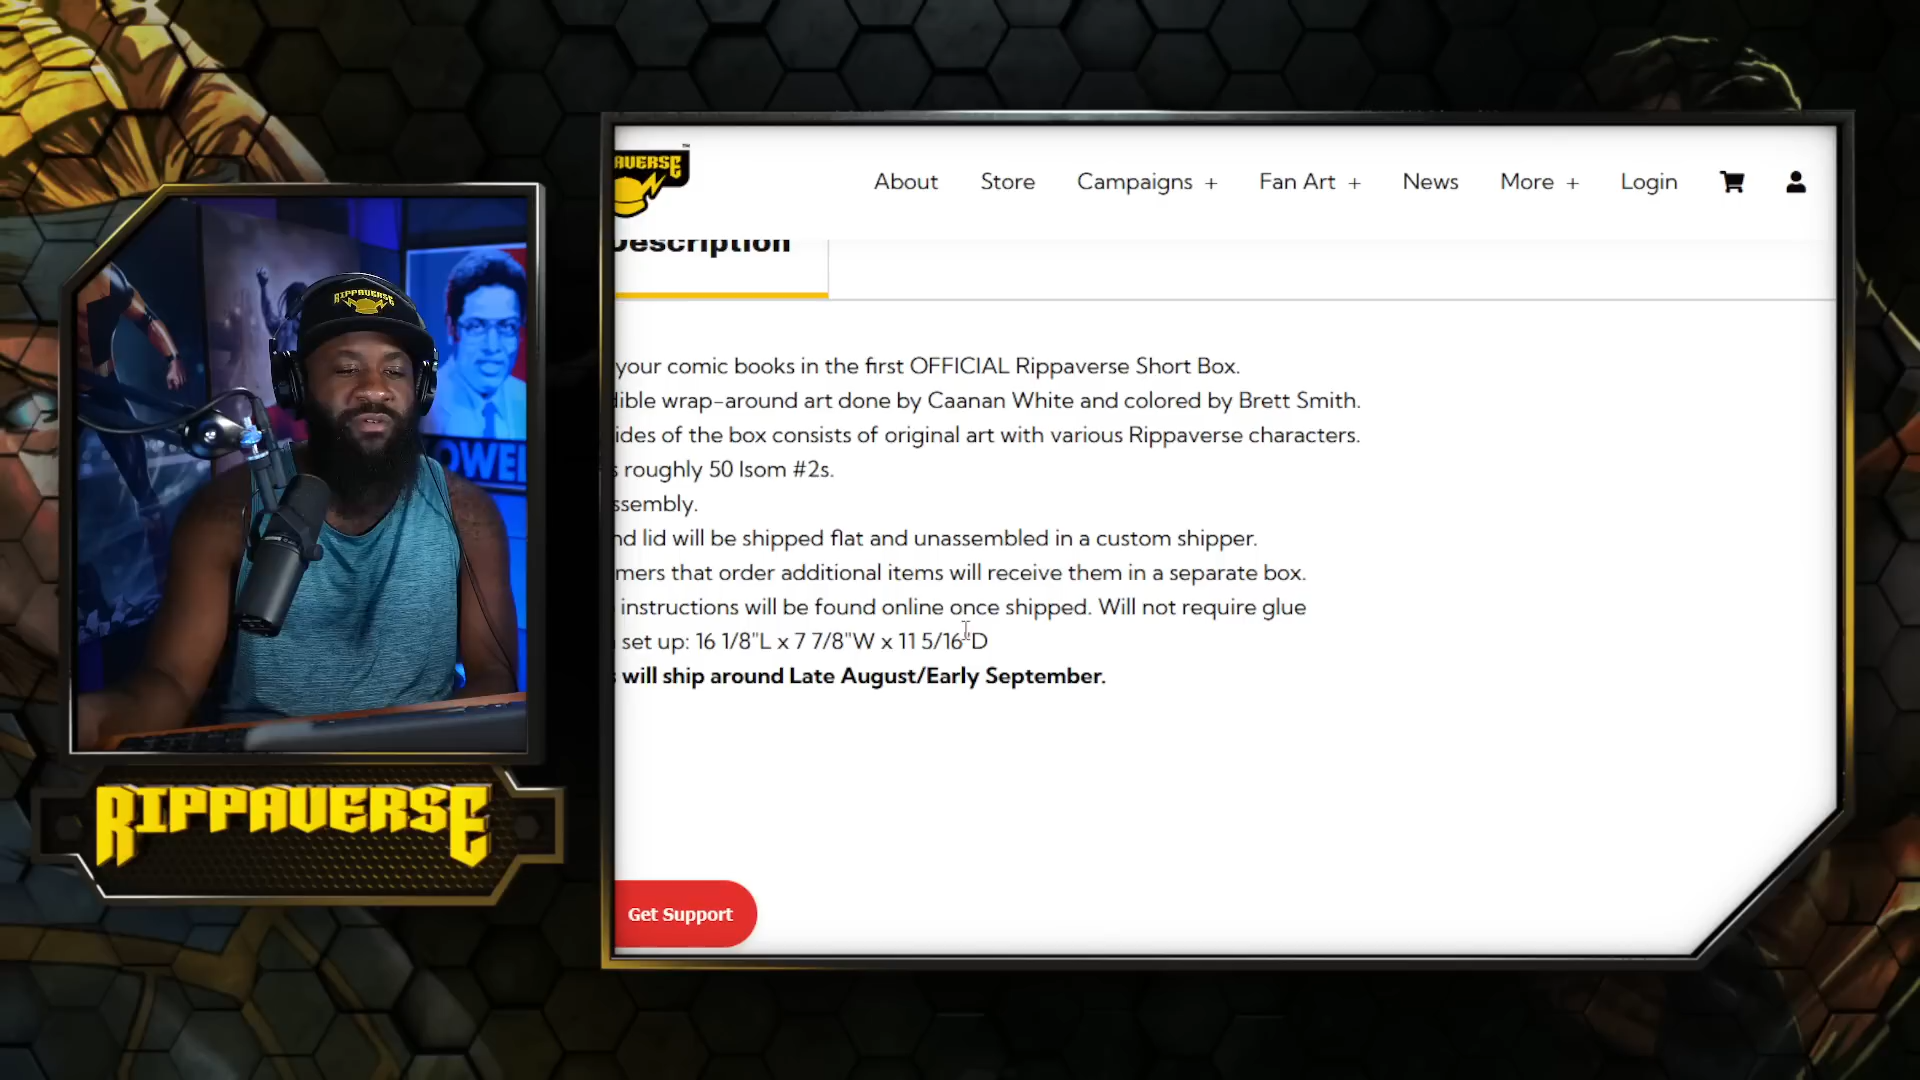 RIPPAVERSE
OWEL
RIPPAVERSE
AVERSE
TM
About Store Campaigns + Fan Art + News More + Login
Description
your comic books in the first OFFICIAL Rippaverse Short Box.
dible wrap-around art done by Caanan White and colored by Brett Smith.
ides of the box consists of original art with various Rippaverse characters.
s roughly 50 Isom #2s.
ssembly.
nd lid will be shipped flat and unassembled in a custom shipper.
mers that order additional items will receive them in a separate box.
instructions will be found online once shipped. Will not require glue
set up: 16 1/8"L x 7 7/8"W x 11 5/16"D
s will ship around Late August/Early September.
Get Support